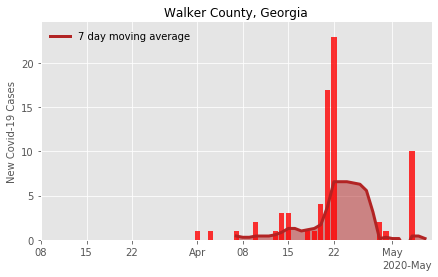 Walker County, Georgia
7 day moving average
New Covid-19 Cases
20
15
10
5
0
08 15 22 Apr 08 15 22 May
2020-May